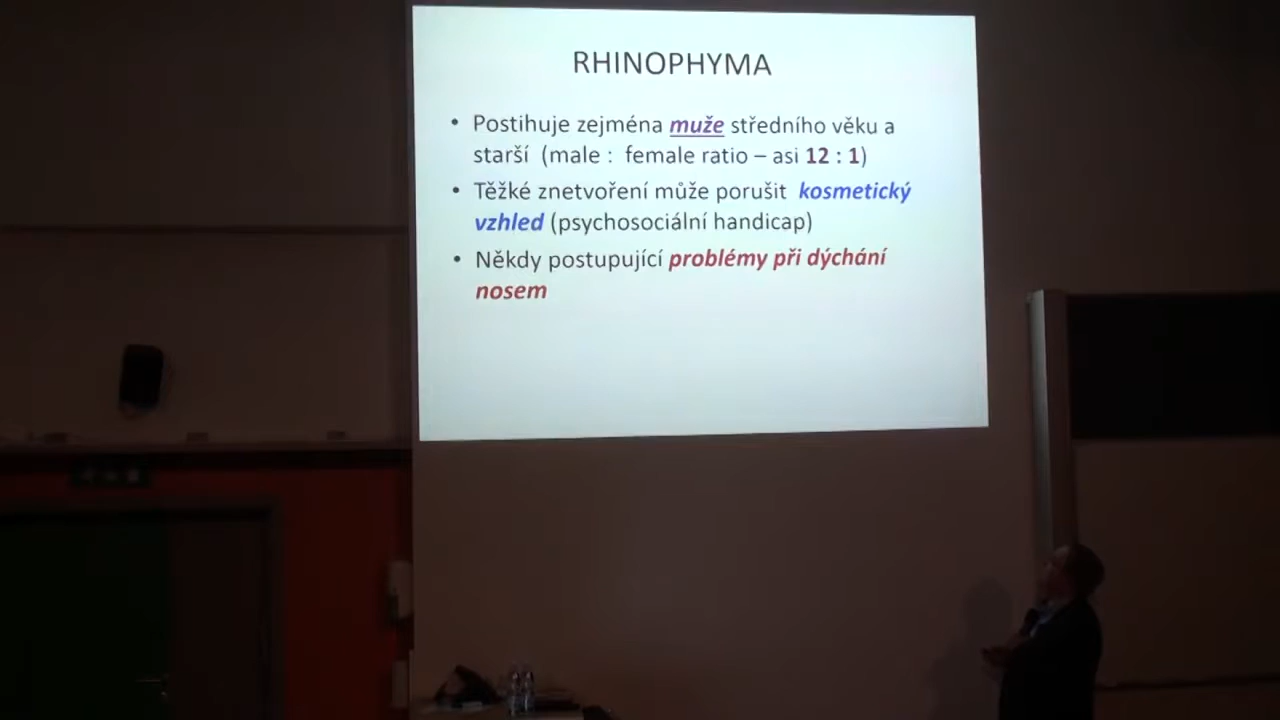 RHINOPHYMA
• Postihuje zejména muže středního věku a
starší (male : female ratio – asi 12 : 1)
• Těžké znetvoření může porušit kosmetický
vzhled (psychosociální handicap)
• Někdy postupující problémy při dýchání
nosem